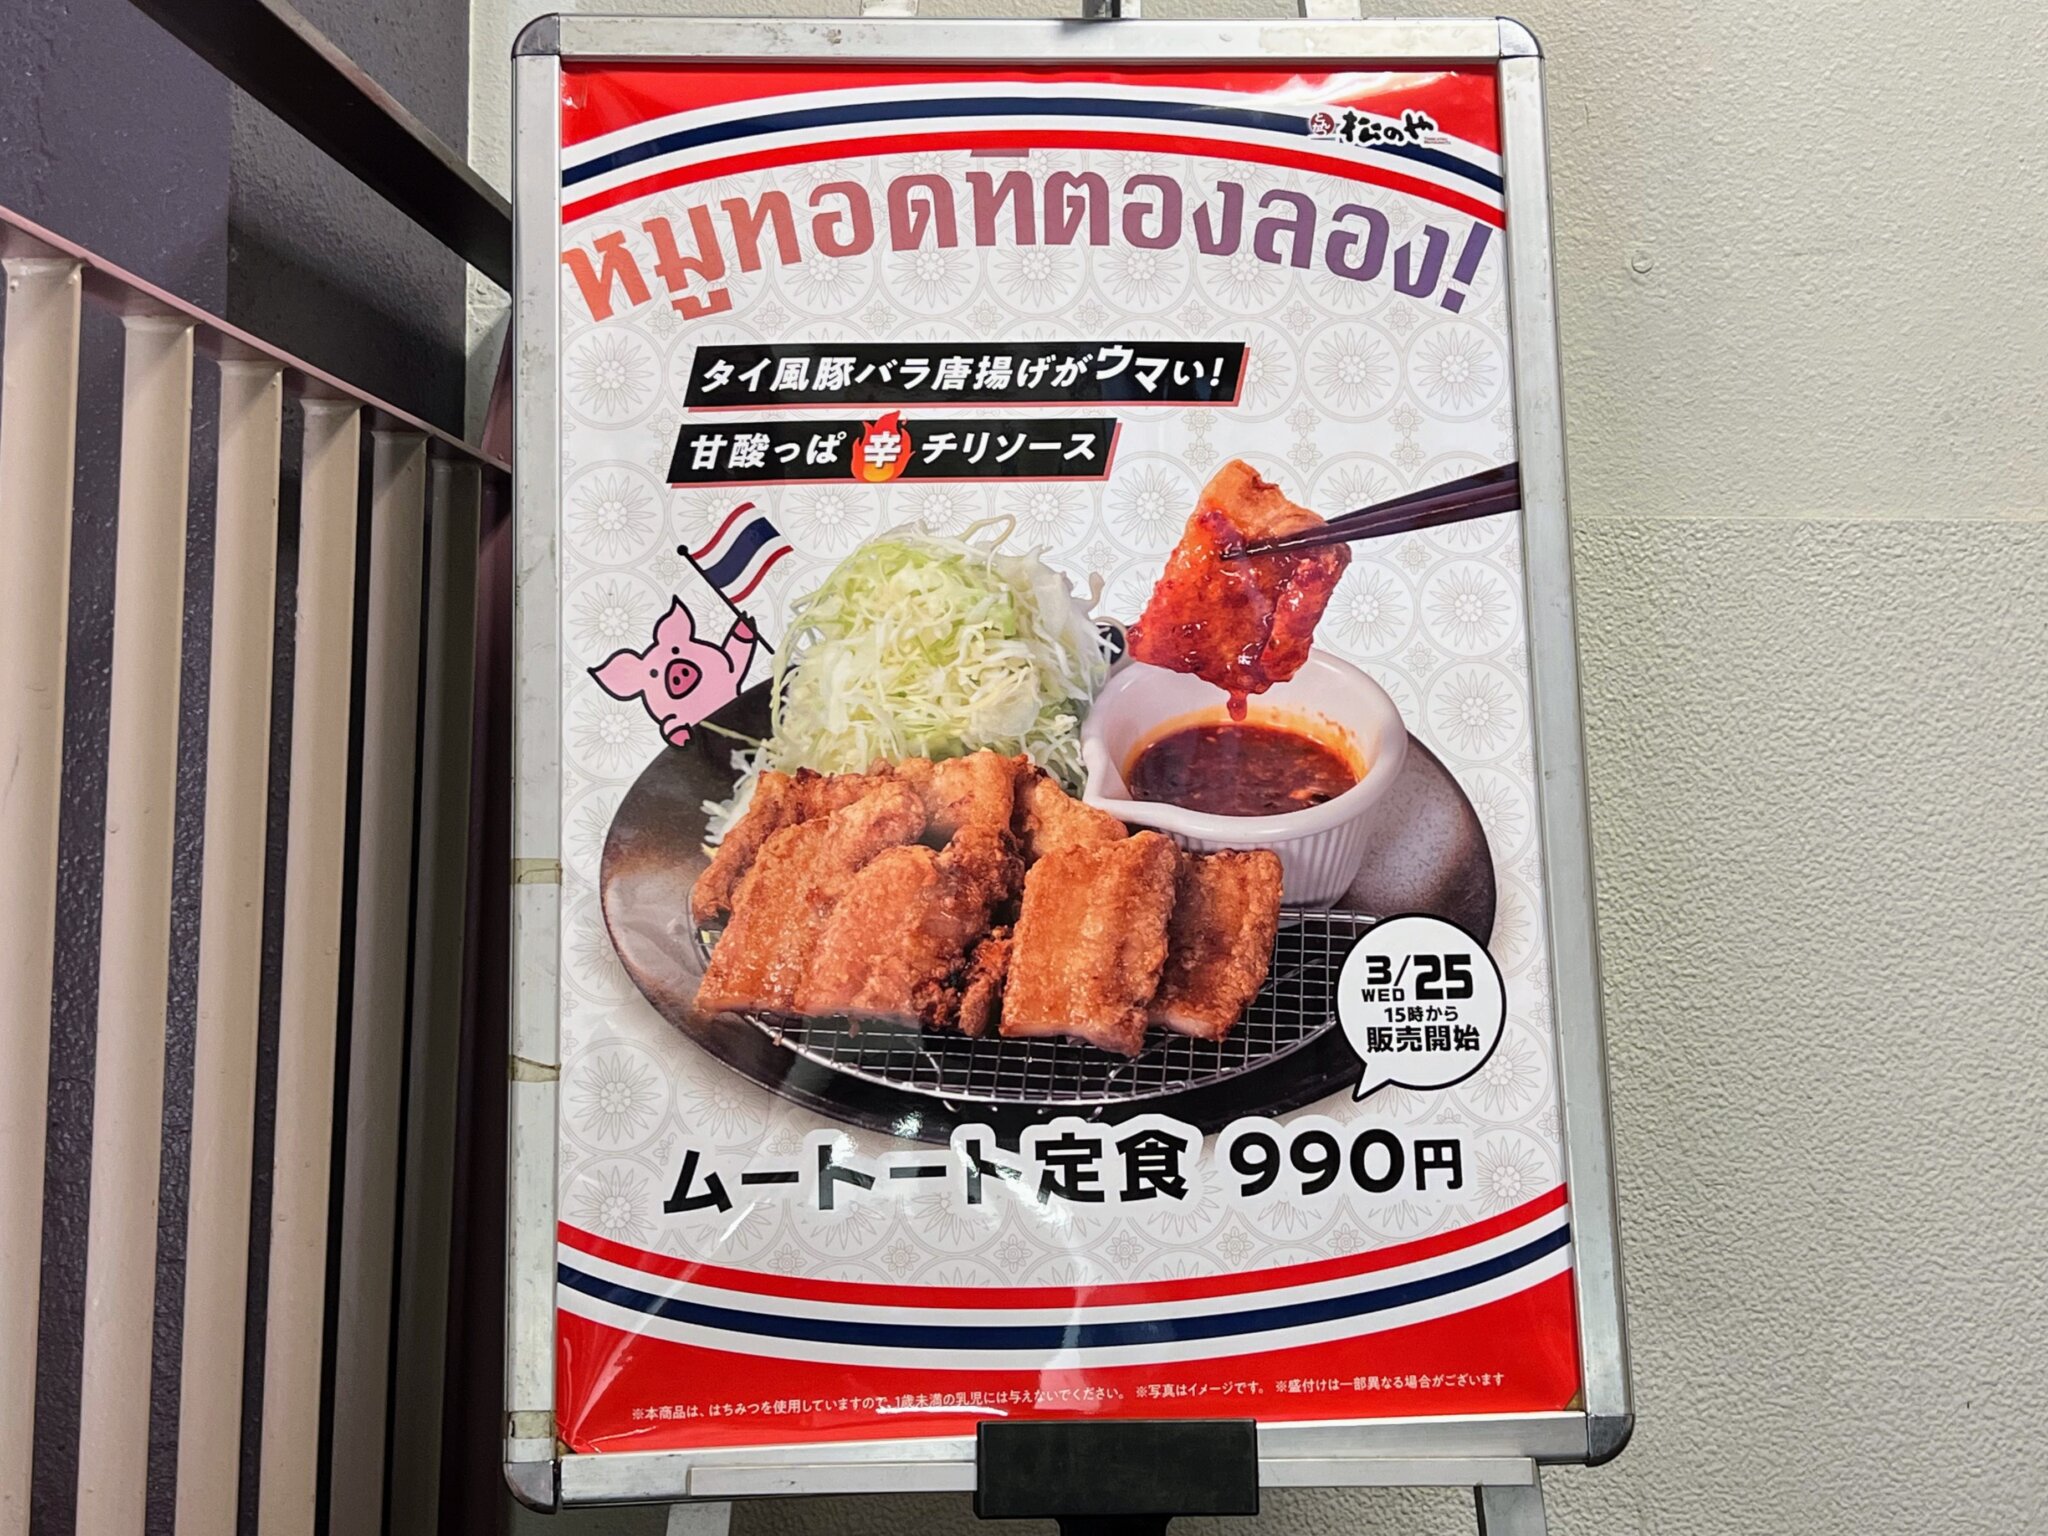 とんかつ 松のや
หมูทอดที่ต้องลอง!
タイ風豚バラ唐揚げがウマい!
甘酸っぱ辛チリソース
3/25
WED
15時から
販売開始
ムートート定食 990円
※本商品は、はちみつを使用していますので、1歳未満の乳児には与えないでください。 ※写真はイメージです。 ※盛付けは一部異なる場合がございます